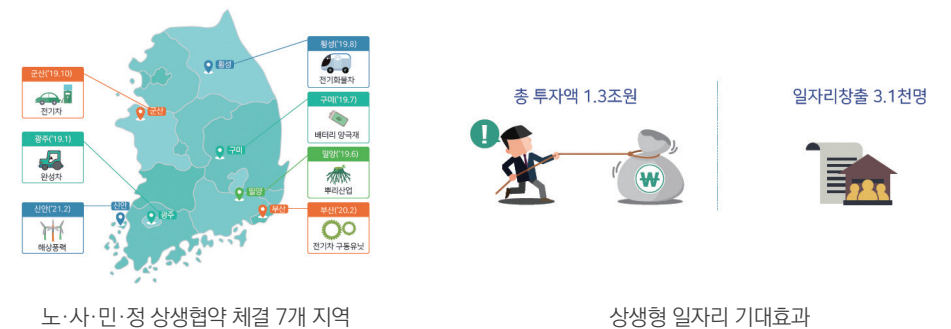 횡성('19.8)
전기화물차
군산('19.10)
전기차
횡성
군산
구미('19.7)
배터리 양극재
광주('19.1)
완성차
구미
밀양('19.6)
뿌리산업
밀양
신안('21.2)
해상풍력
신안
광주
부산
부산('20.2)
전기차 구동유닛
노·사·민·정 상생협약 체결 7개 지역
총 투자액 1.3조원
일자리창출 3.1천명
!
₩
상생형 일자리 기대효과